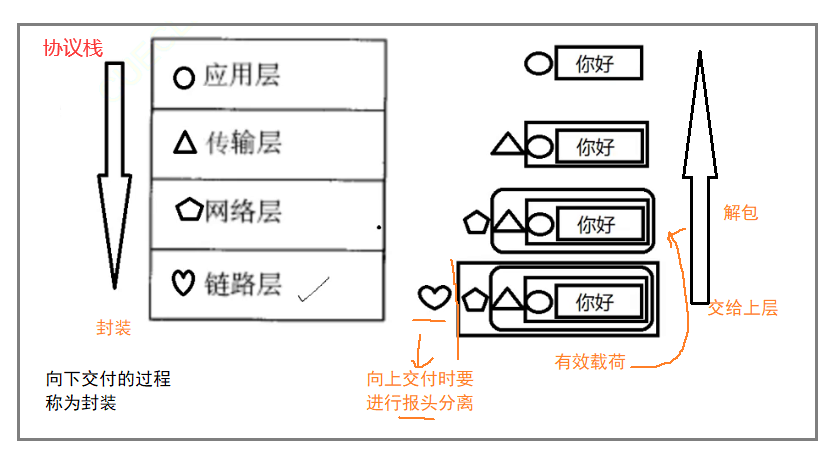 协议栈
应用层
传输层
网络层
链路层
封装
向下交付的过程
称为封装
你好
你好
你好
你好
解包
交给上层
有效载荷
向上交付时要
进行报头分离